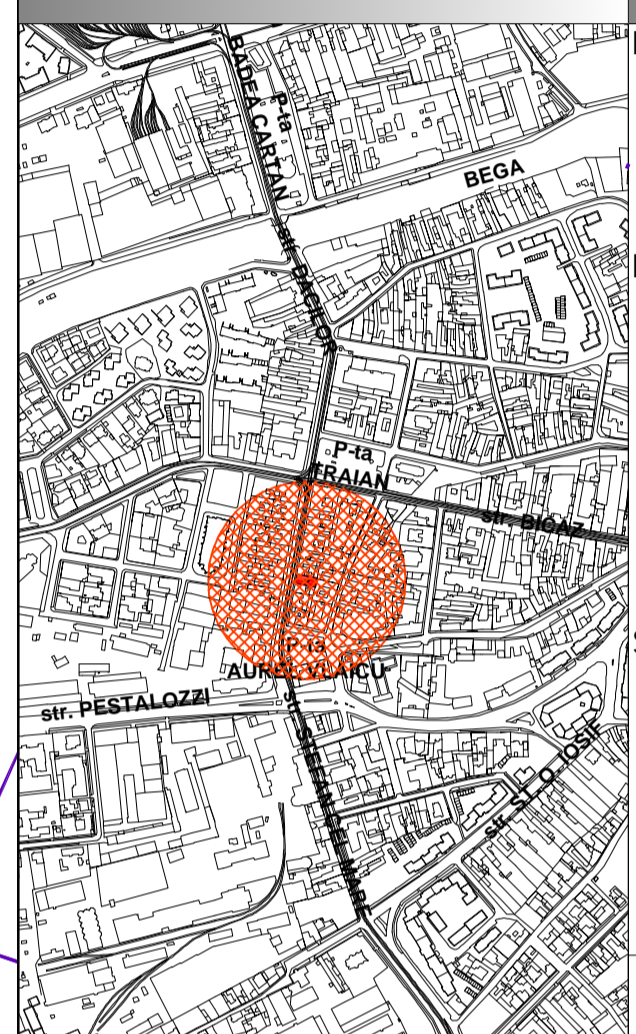 P-ta
BADEA CARTAN
BEGA
str. DACILOR
P-ta
TRAIAN
str. BIGAZ
P-ta
AUREL VLAICU
str. PESTALOZZI
str. STEFAN CEL MARE
str. ST. O. IOSIF